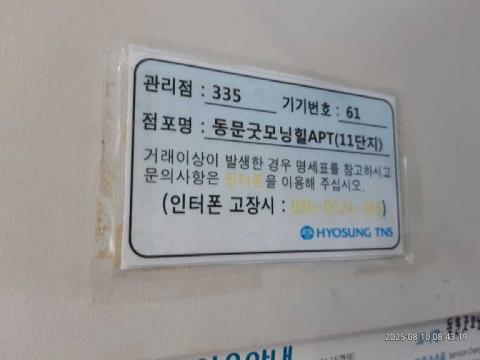 관리점 : 335 기기번호 : 61
점포명 : 동문굿모닝힐APT(11단지)
거래이상이 발생한 경우 명세표를 참고하시고
문의사항은 인터폰을 이용해 주십시오.
(인터폰 고장시 : 080-0024-365)
HYOSUNG TNS
2025-08-10 08:43:19